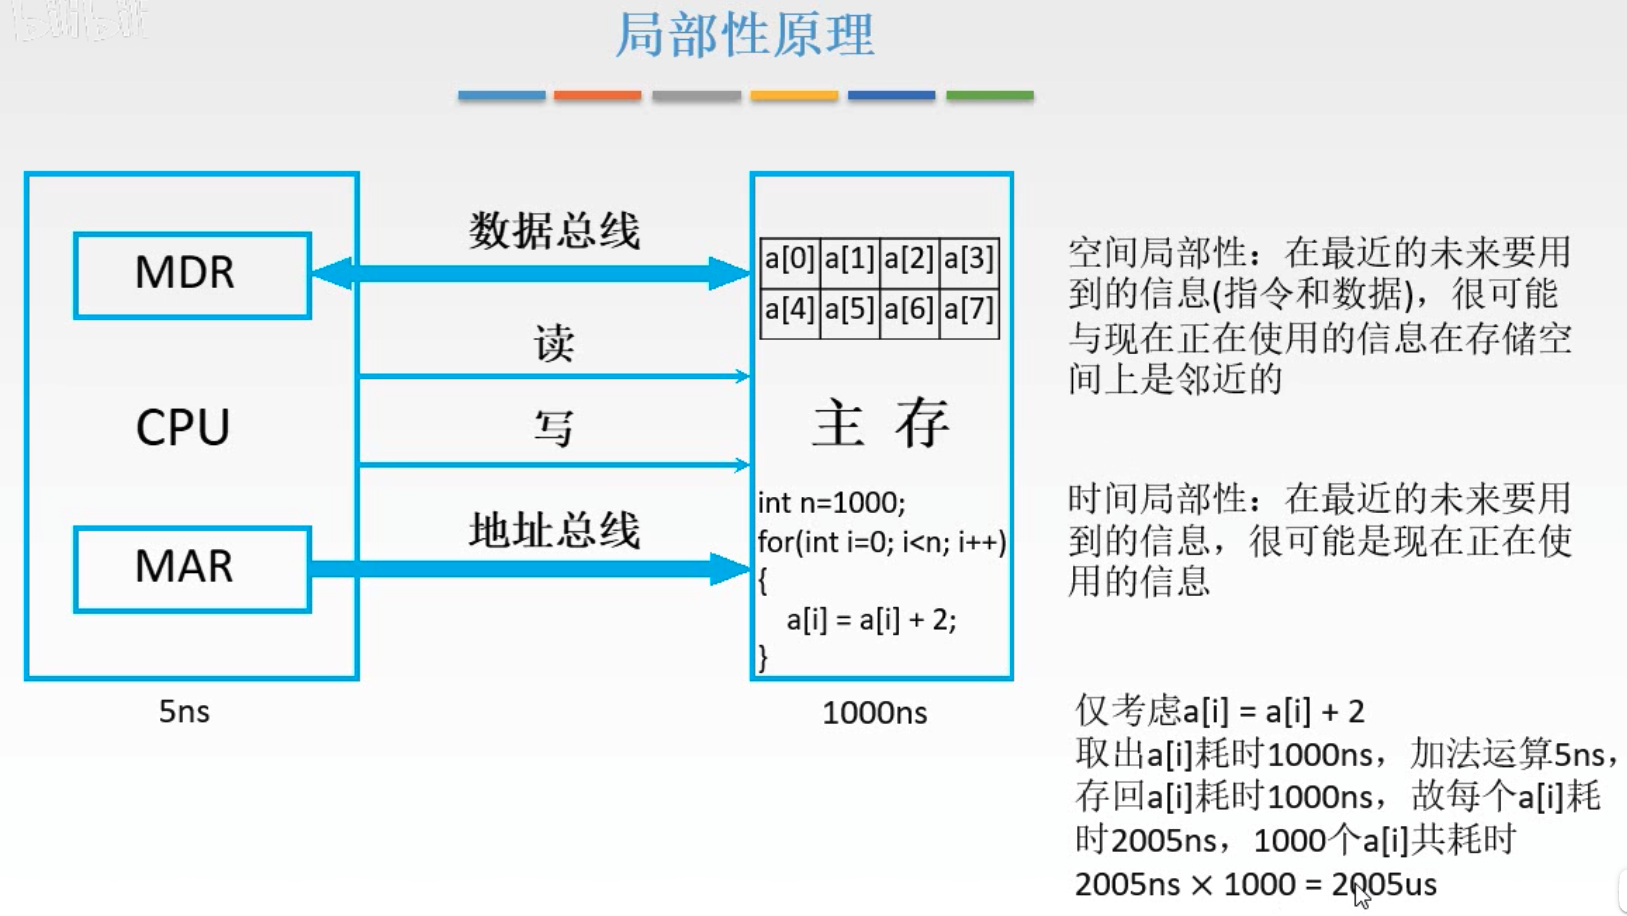 bilibili
局部性原理
MDR
CPU
MAR
5ns
数据总线
读
写
地址总线
a[0] a[1] a[2] a[3]
a[4] a[5] a[6] a[7]
主 存
int n=1000;
for(int i=0; i<n; i++)
{
a[i] = a[i] + 2;
}
1000ns
空间局部性：在最近的未来要用
到的信息(指令和数据)，很可能
与现在正在使用的信息在存储空
间上是邻近的
时间局部性：在最近的未来要用
到的信息，很可能是现在正在使
用的信息
仅考虑a[i] = a[i] + 2
取出a[i]耗时1000ns，加法运算5ns，
存回a[i]耗时1000ns，故每个a[i]耗
时2005ns，1000个a[i]共耗时
2005ns × 1000 = 2005us